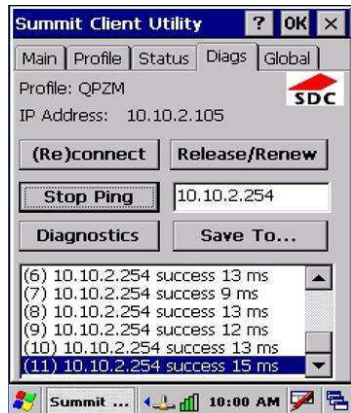 Summit Client Utility ? OK ×
Main Profile Status Diags Global
Profile: QPZM
SDC
IP Address: 10.10.2.105
(Re)connect Release/Renew
Stop Ping 10.10.2.254
Diagnostics Save To...
(6) 10.10.2.254 success 13 ms
(7) 10.10.2.254 success 9 ms
(8) 10.10.2.254 success 13 ms
(9) 10.10.2.254 success 12 ms
(10) 10.10.2.254 success 13 ms
(11) 10.10.2.254 success 15 ms
Summit ... 10:00 AM